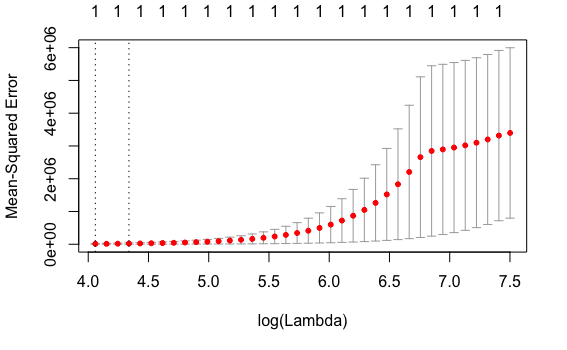 1 1 1 1 1 1 1 1 1 1 1 1 1 1 1 1 1 1 1
Mean-Squared Error
6e+06
4e+06
2e+06
0e+00
4.0 4.5 5.0 5.5 6.0 6.5 7.0 7.5
log(Lambda)